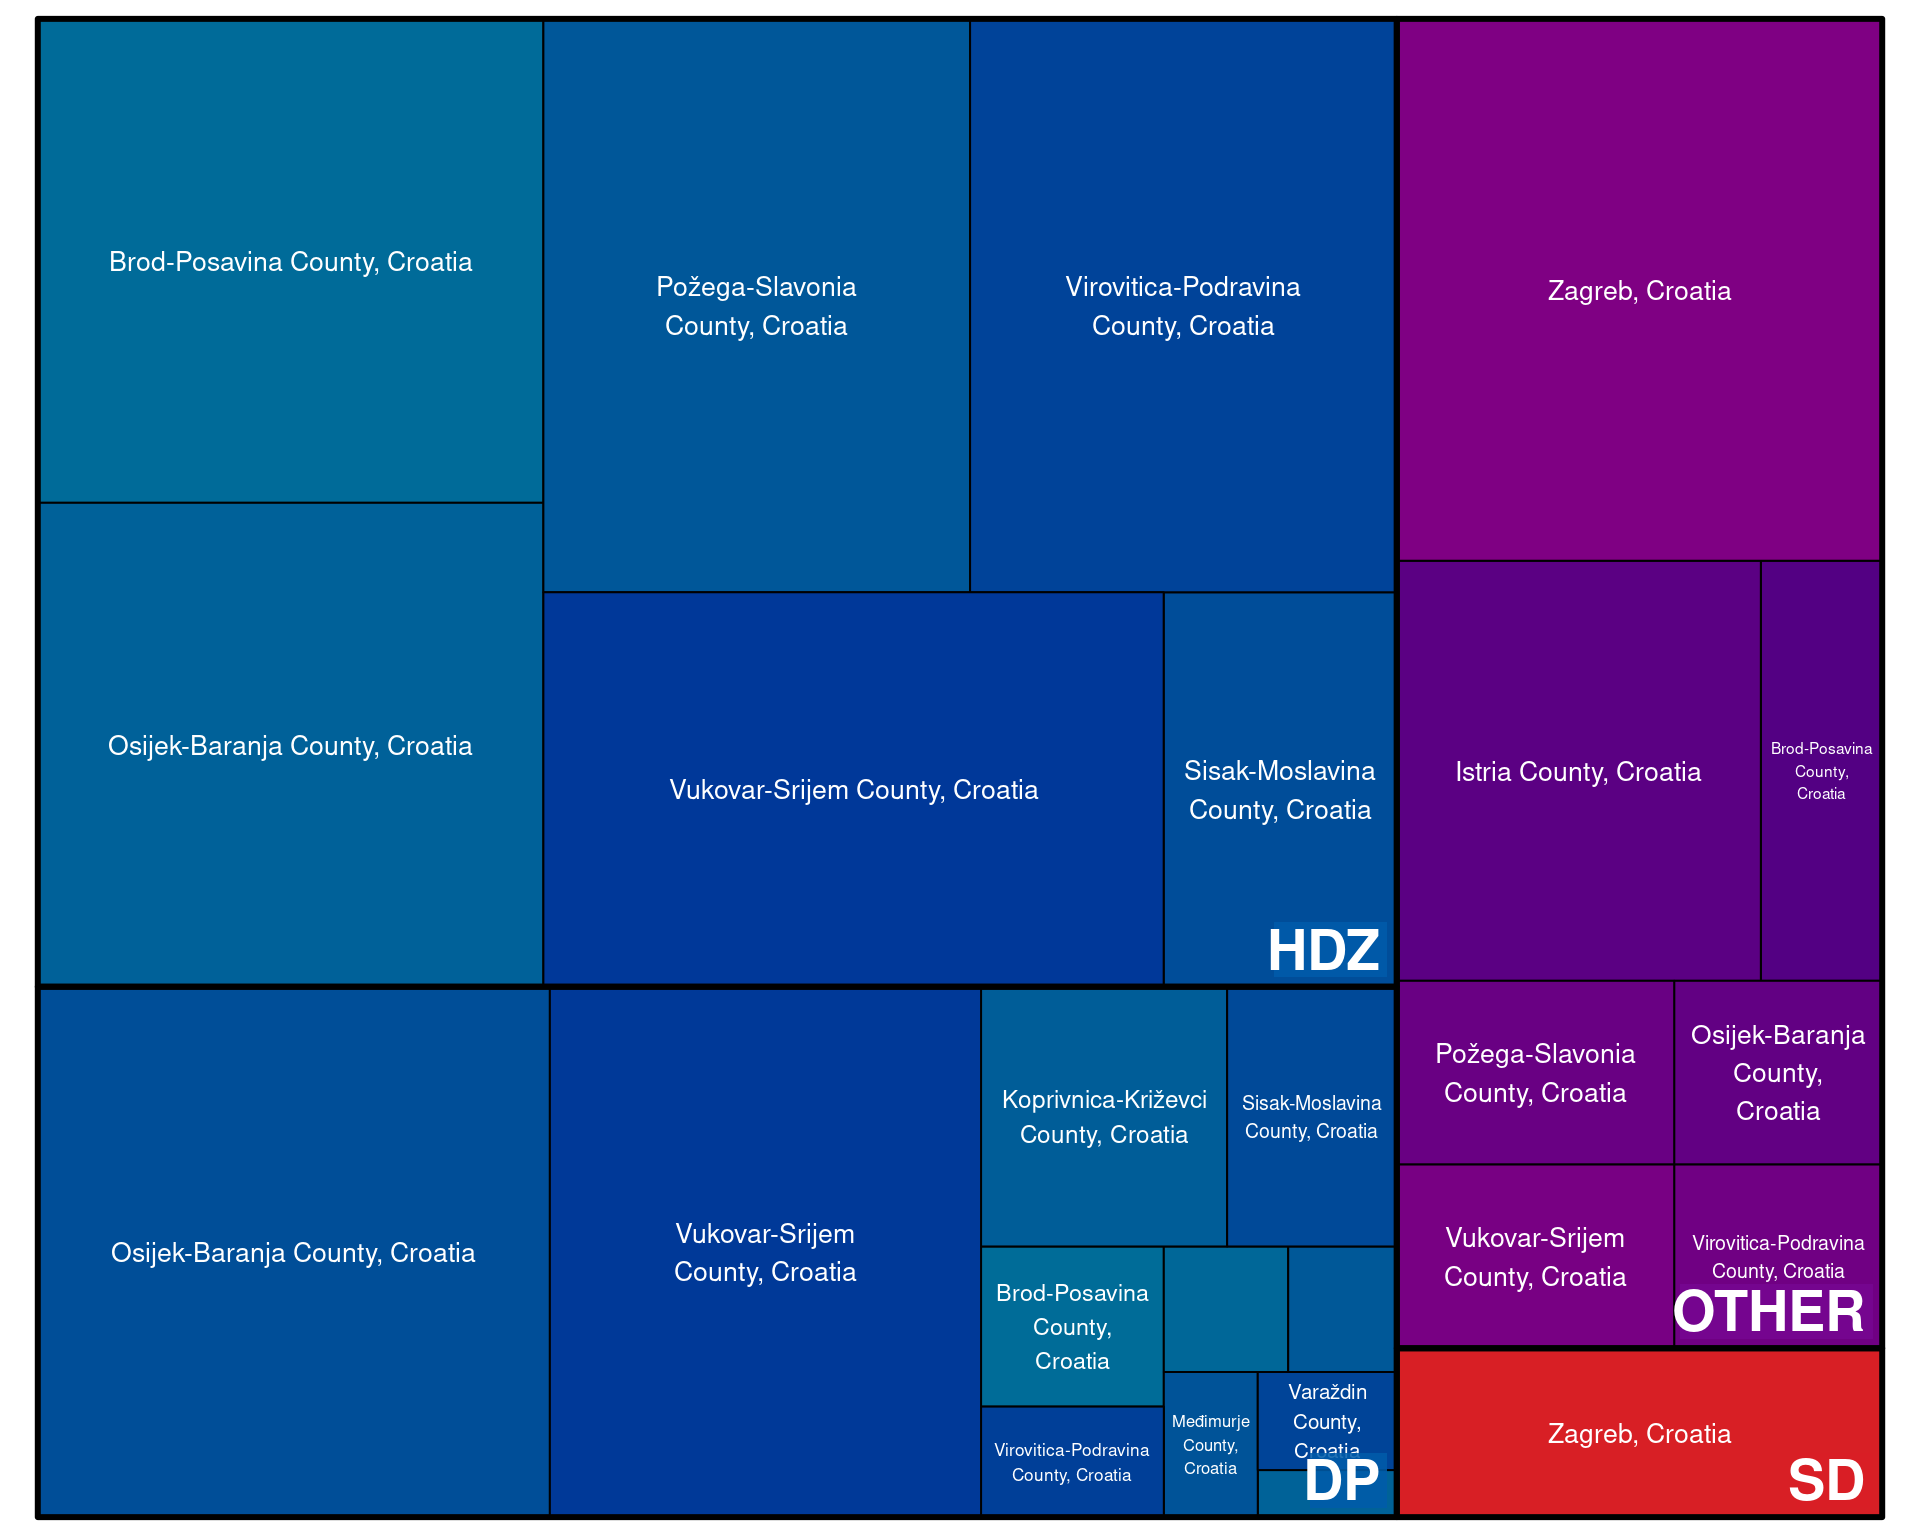 Brod-Posavina County, Croatia
Požega-Slavonia
County, Croatia
Virovitica-Podravina
County, Croatia
Osijek-Baranja County, Croatia
Vukovar-Srijem County, Croatia
Sisak-Moslavina
County, Croatia
HDZ
Osijek-Baranja County, Croatia
Vukovar-Srijem
County, Croatia
Koprivnica-Križevci
County, Croatia
Sisak-Moslavina
County, Croatia
Brod-Posavina
County,
Croatia
Virovitica-Podravina
County, Croatia
Međimurje
County,
Croatia
Varaždin
County,
Croatia
DP
Zagreb, Croatia
Istria County, Croatia
Brod-Posavina
County,
Croatia
Požega-Slavonia
County, Croatia
Osijek-Baranja
County,
Croatia
Vukovar-Srijem
County, Croatia
Virovitica-Podravina
County, Croatia
OTHER
Zagreb, Croatia
SD